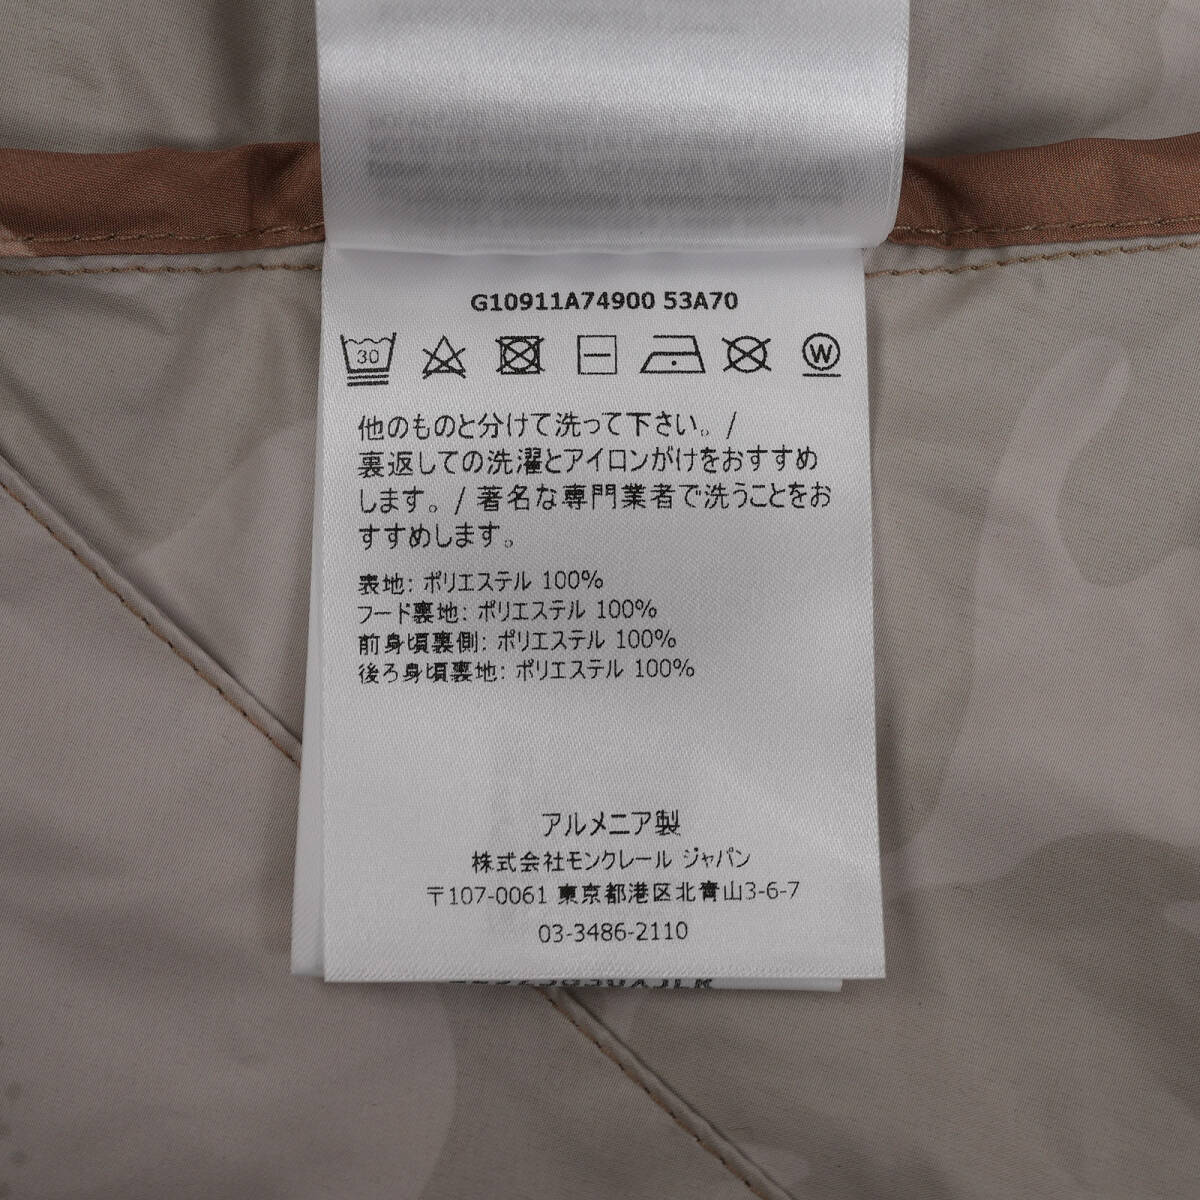 G10911A74900 53A70
30 W
他のものと分けて洗って下さい。/
裏返しての洗濯とアイロンがけをおすすめ
します。/ 著名な専門業者で洗うことをお
すすめします。
表地: ポリエステル 100%
フード裏地: ポリエステル 100%
前身頃裏側: ポリエステル 100%
後ろ身頃裏地: ポリエステル 100%
アルメニア製
株式会社モンクレール ジャパン
〒107-0061 東京都港区北青山3-6-7
03-3486-2110